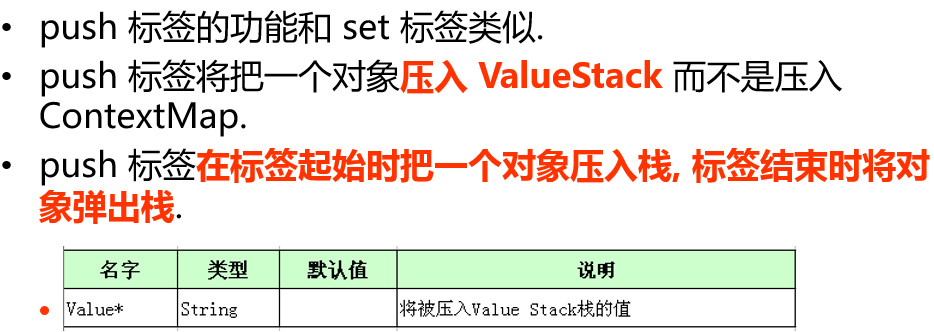 • push 标签的功能和 set 标签类似.
• push 标签将把一个对象压入 ValueStack 而不是压入
ContextMap.
• push 标签在标签起始时把一个对象压入栈, 标签结束时将对
象弹出栈.
名字 类型 默认值 说明
• Value* String 将被压入Value Stack栈的值